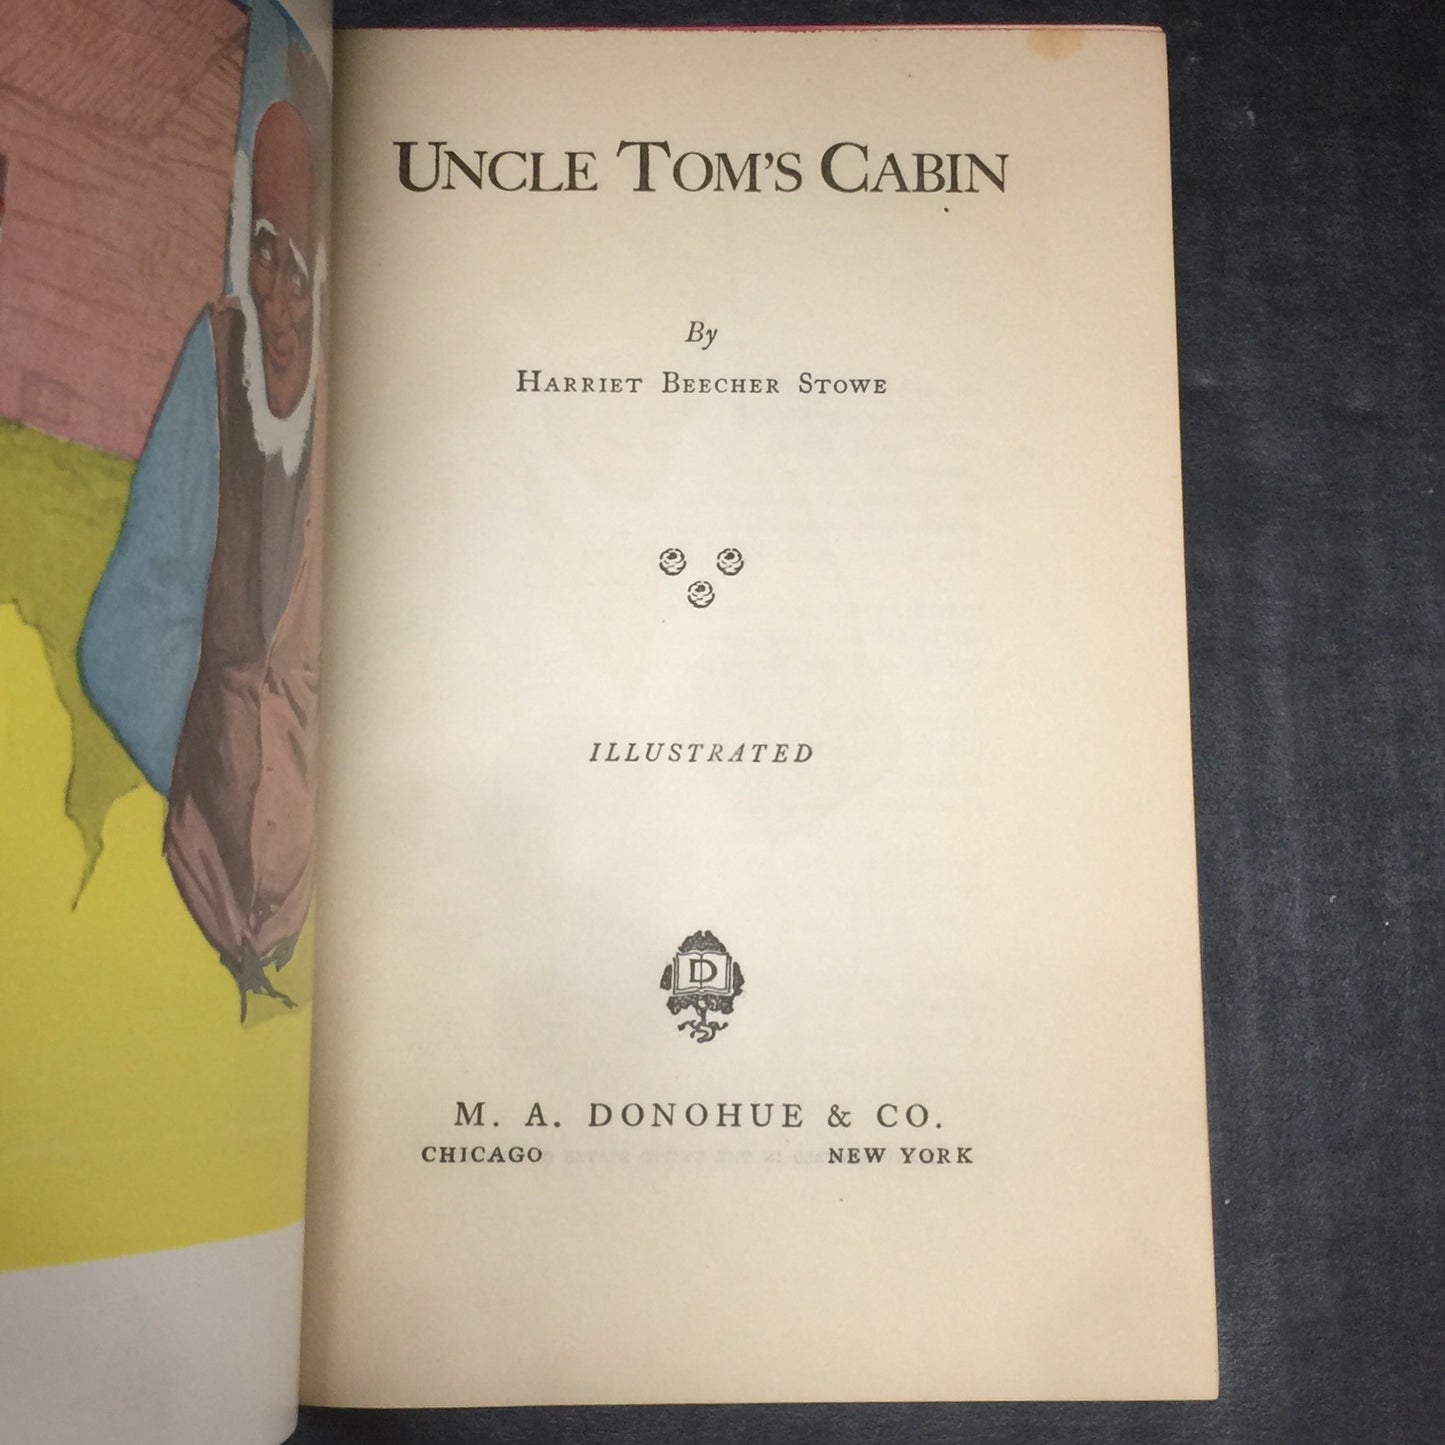 UNCLE TOM'S CABIN
By
HARRIET BEECHER STOWE
ILLUSTRATED
D
M. A. DONOHUE & CO.
CHICAGO NEW YORK